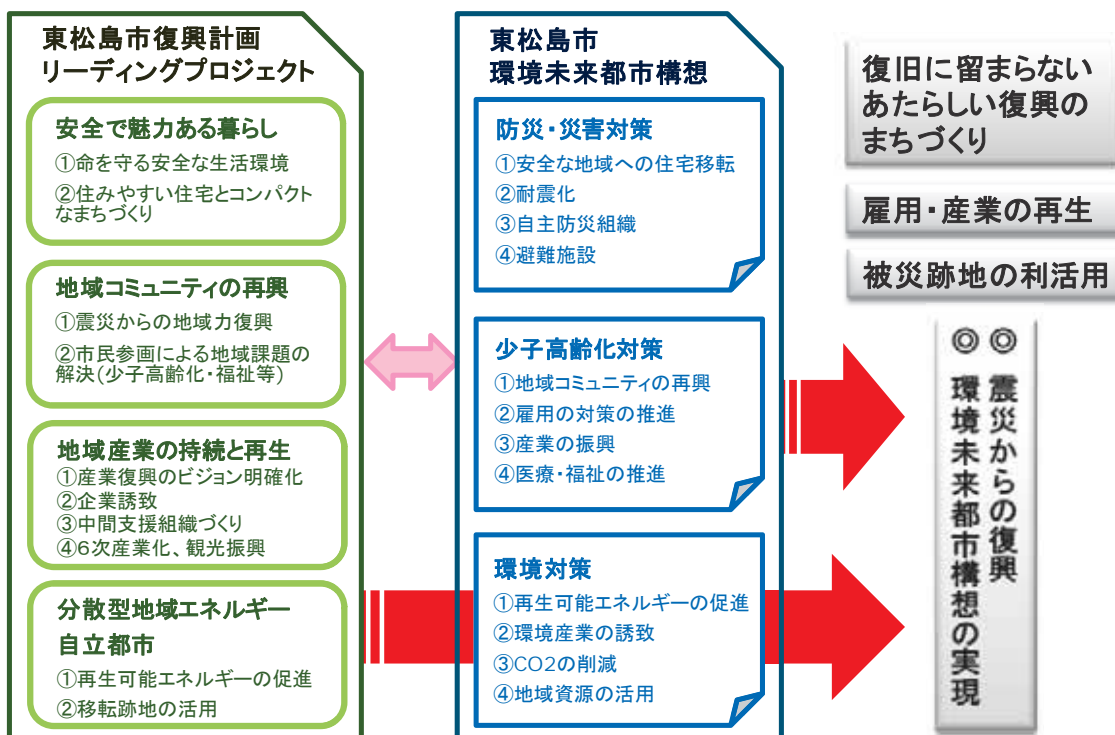 東松島市復興計画
リーディングプロジェクト
安全で魅力ある暮らし
①命を守る安全な生活環境
②住みやすい住宅とコンパクト
なまちづくり
地域コミュニティの再興
①震災からの地域力復興
②市民参画による地域課題の
解決(少子高齢化・福祉等)
地域産業の持続と再生
①産業復興のビジョン明確化
②企業誘致
③中間支援組織づくり
④6次産業化、観光振興
分散型地域エネルギー
自立都市
①再生可能エネルギーの促進
②移転跡地の活用
東松島市
環境未来都市構想
防災・災害対策
①安全な地域への住宅移転
②耐震化
③自主防災組織
④避難施設
少子高齢化対策
①地域コミュニティの再興
②雇用の対策の推進
③産業の振興
④医療・福祉の推進
環境対策
①再生可能エネルギーの促進
②環境産業の誘致
③CO2の削減
④地域資源の活用
復旧に留まらない
あたらしい復興の
まちづくり
雇用・産業の再生
被災跡地の利活用
◎震災からの復興
◎環境未来都市構想の実現